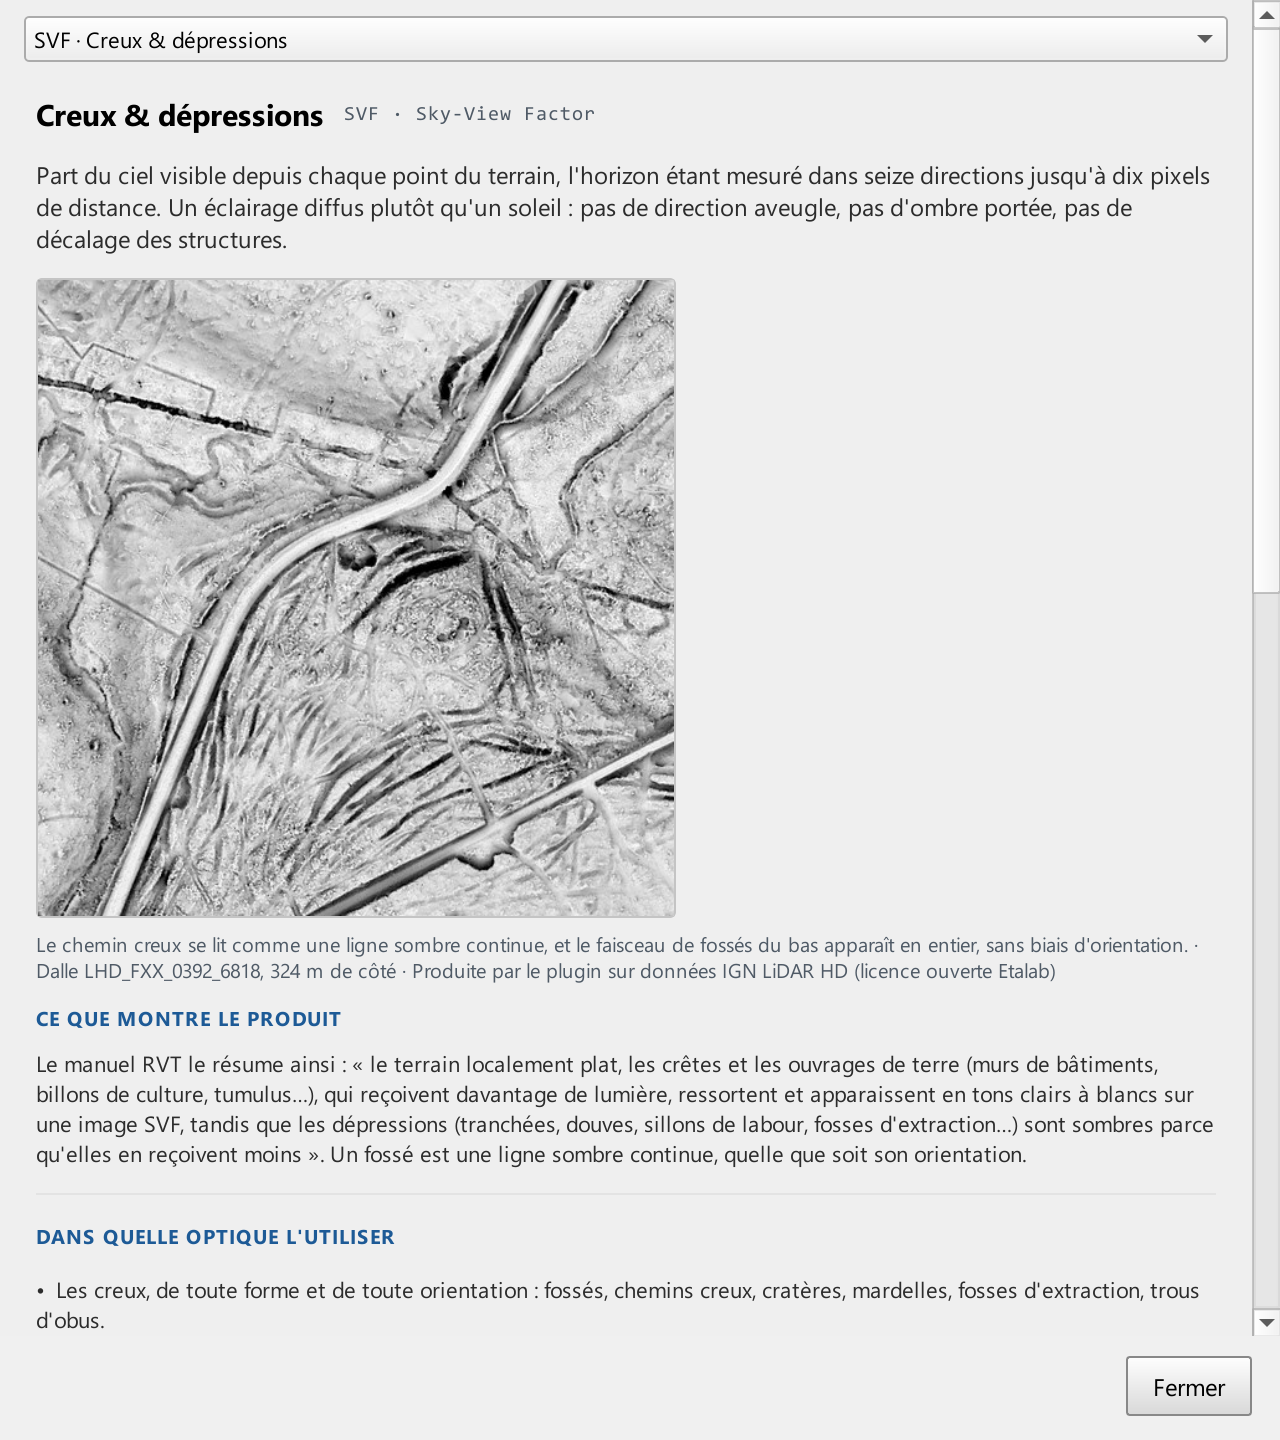 SVF · Creux & dépressions
Creux & dépressions SVF · Sky-View Factor
Part du ciel visible depuis chaque point du terrain, l'horizon étant mesuré dans seize directions jusqu'à dix pixels
de distance. Un éclairage diffus plutôt qu'un soleil : pas de direction aveugle, pas d'ombre portée, pas de
décalage des structures.
Le chemin creux se lit comme une ligne sombre continue, et le faisceau de fossés du bas apparaît en entier, sans biais d'orientation. ·
Dalle LHD_FXX_0392_6818, 324 m de côté · Produite par le plugin sur données IGN LiDAR HD (licence ouverte Etalab)
CE QUE MONTRE LE PRODUIT
Le manuel RVT le résume ainsi : « le terrain localement plat, les crêtes et les ouvrages de terre (murs de bâtiments,
billons de culture, tumulus…), qui reçoivent davantage de lumière, ressortent et apparaissent en tons clairs à blancs sur
une image SVF, tandis que les dépressions (tranchées, douves, sillons de labour, fosses d'extraction…) sont sombres parce
qu'elles en reçoivent moins ». Un fossé est une ligne sombre continue, quelle que soit son orientation.
DANS QUELLE OPTIQUE L'UTILISER
• Les creux, de toute forme et de toute orientation : fossés, chemins creux, cratères, mardelles, fosses d'extraction, trous
d'obus.
Fermer